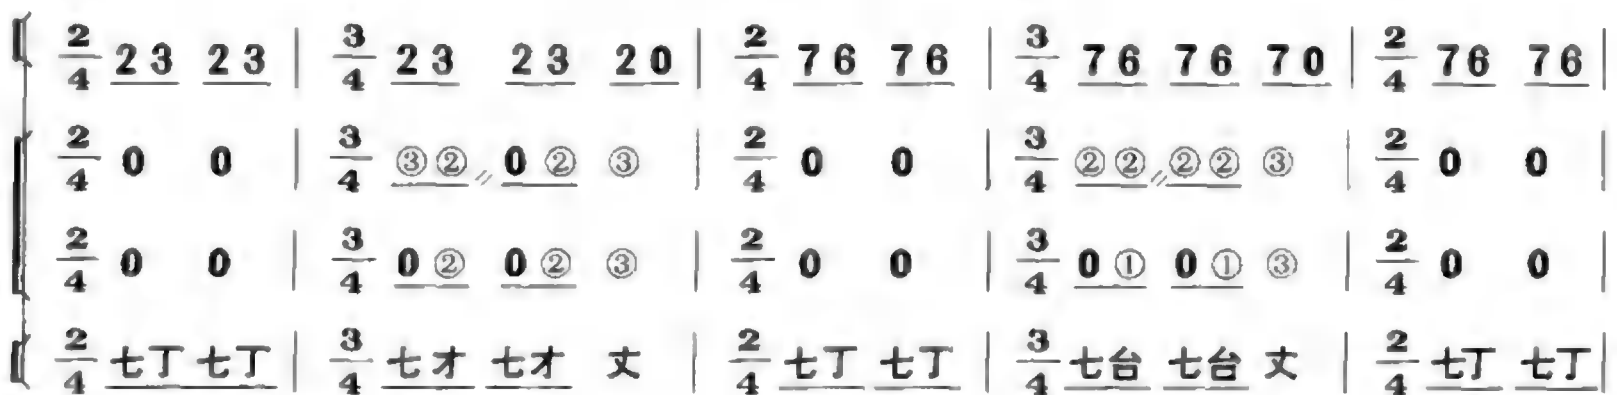 2/4 23 23 | 3/4 23 23 20 | 2/4 76 76 | 3/4 76 76 70 | 2/4 76 76 |
2/4 0 0 | 3/4 ③② 〃 0② ③ | 2/4 0 0 | 3/4 ②② 〃 ②② ③ | 2/4 0 0 |
2/4 0 0 | 3/4 0② 0② ③ | 2/4 0 0 | 3/4 0① 0① ③ | 2/4 0 0 |
2/4 七丁 七丁 | 3/4 七才 七才 丈 | 2/4 七丁 七丁 | 3/4 七台 七台 丈 | 2/4 七丁 七丁 |